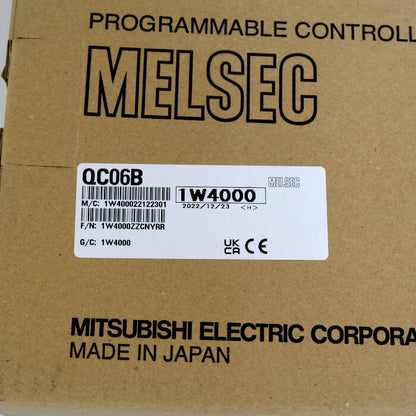 PROGRAMMABLE CONTROLL
MELSEC
QC06B
1W4000
MELSEC
M/C: 1W400022122301
2022/12/23 <H>
F/N: 1W4000ZZCNYRR
G/C: 1W4000
UK CA CE
MITSUBISHI ELECTRIC CORPORA
MADE IN JAPAN